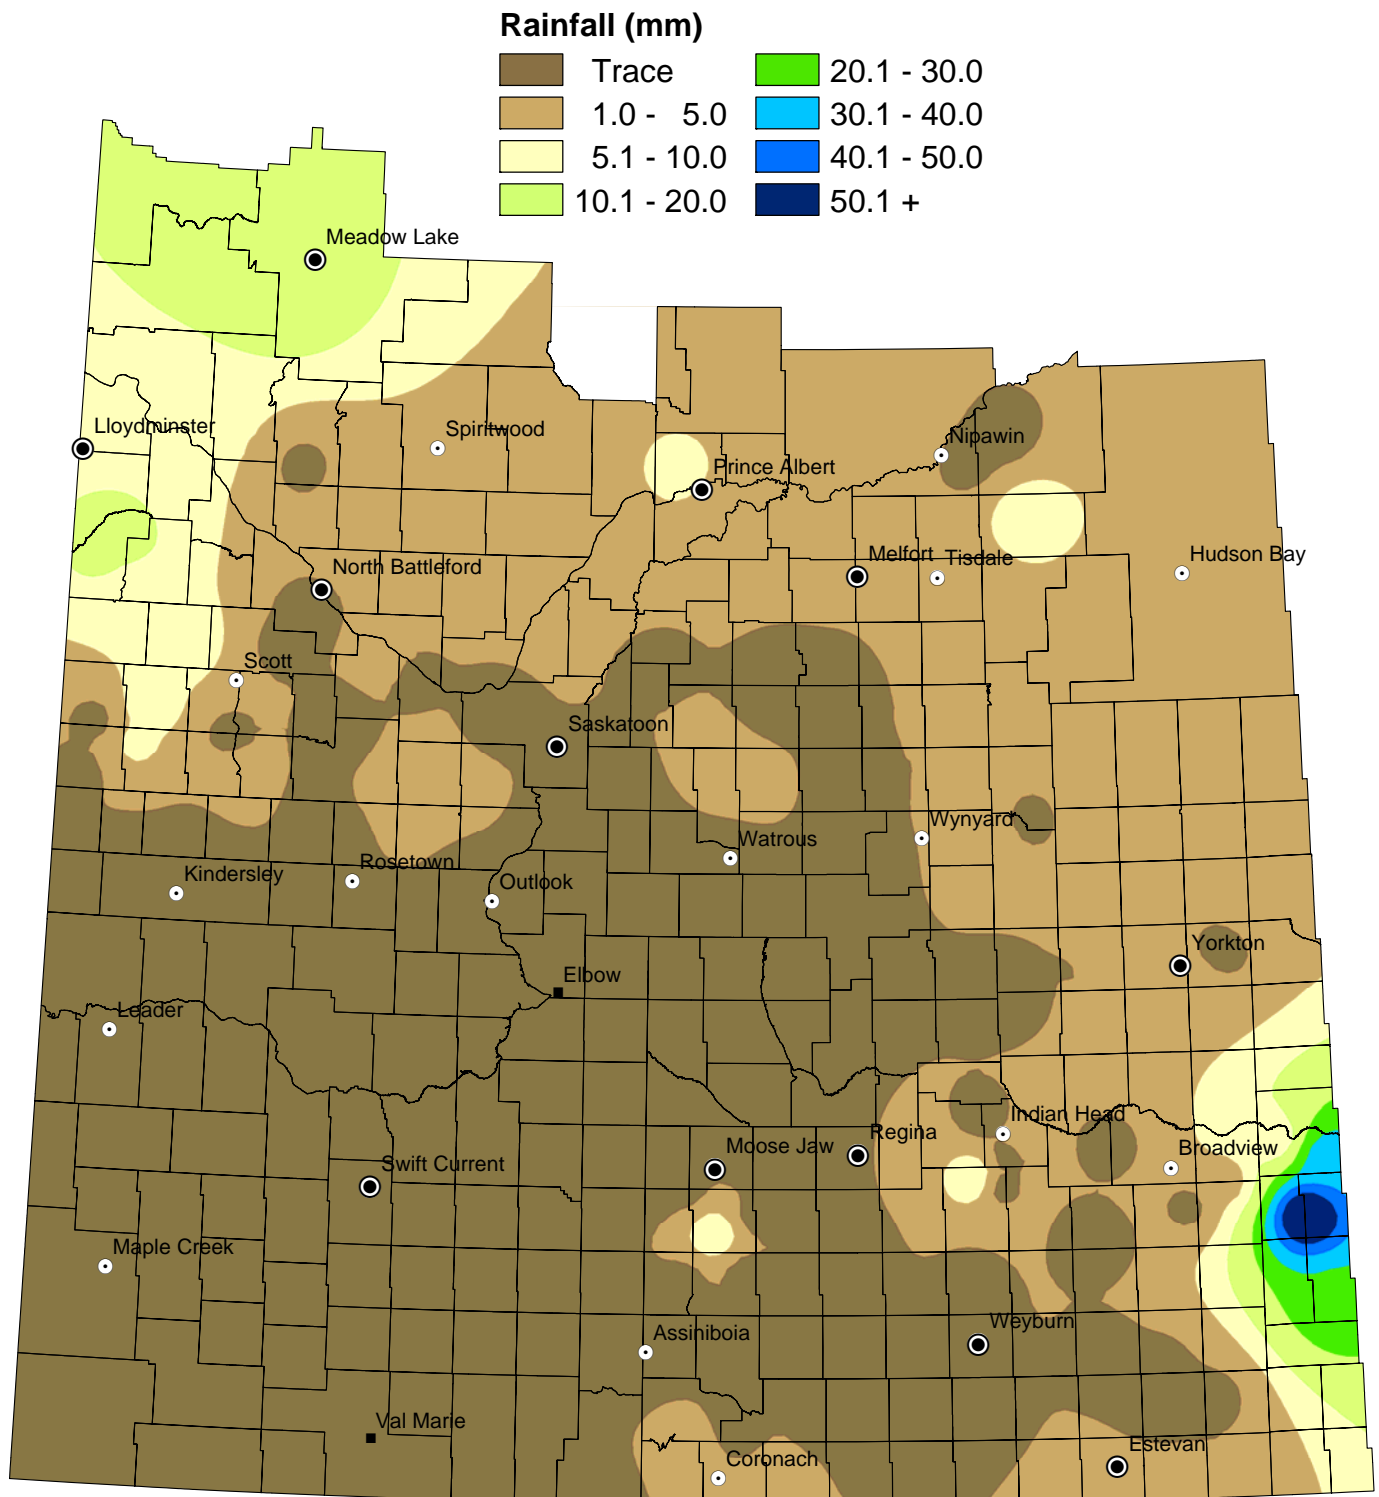 Rainfall (mm)
Trace
20.1 - 30.0
1.0 - 5.0
30.1 - 40.0
5.1 - 10.0
40.1 - 50.0
10.1 - 20.0
50.1 +
Meadow Lake
Lloydminster
Spiritwood
Nipawin
Prince Albert
Melfort
Tisdale
Hudson Bay
North Battleford
Scott
Saskatoon
Wynyard
Watrous
Rosetown
Kindersley
Outlook
Yorkton
Elbow
Leader
Indian Head
Regina
Moose Jaw
Broadview
Swift Current
Maple Creek
Weyburn
Assiniboia
Val Marie
Estevan
Coronach